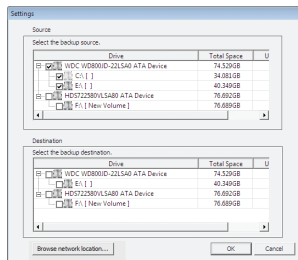 Settings
Source
Select the backup source.
Drive Total Space U
WDC WD800JD-22LSA0 ATA Device 74.529GB
C:\ [ ] 34.081GB
E:\ [ ] 40.349GB
HDS722580VLSA80 ATA Device 76.692GB
F:\ [ New Volume ] 76.689GB
Destination
Select the backup destination.
Drive Total Space U
WDC WD800JD-22LSA0 ATA Device 74.529GB
E:\ [ ] 40.349GB
HDS722580VLSA80 ATA Device 76.692GB
F:\ [ New Volume ] 76.689GB
Browse network location... OK Cancel